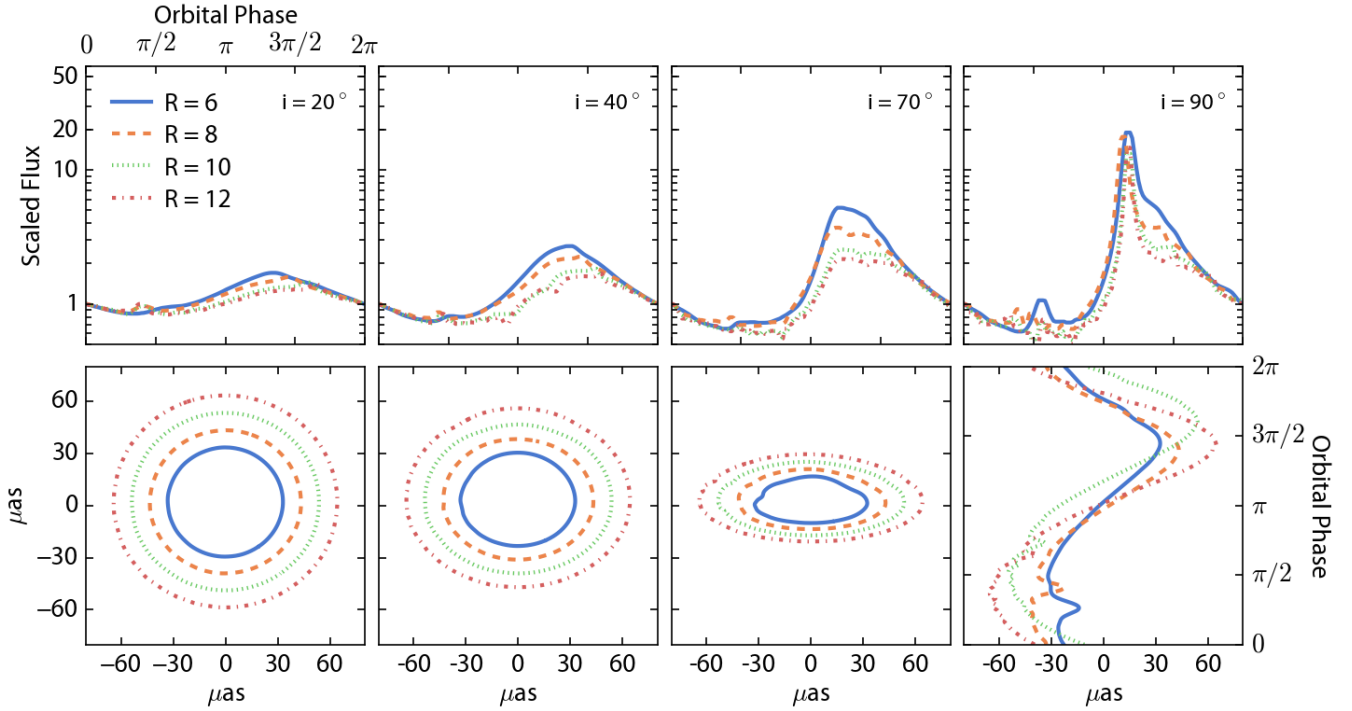 Orbital Phase
0 π/2 π 3π/2 2π
50
20
10
1
Scaled Flux
R = 6
R = 8
R = 10
R = 12
i = 20°
i = 40°
i = 70°
i = 90°
60
30
0
−30
−60
μas
2π
3π/2
π
π/2
0
Orbital Phase
-60 -30 0 30 60
-60 -30 0 30 60
-60 -30 0 30 60
-60 -30 0 30 60
μas
μas
μas
μas